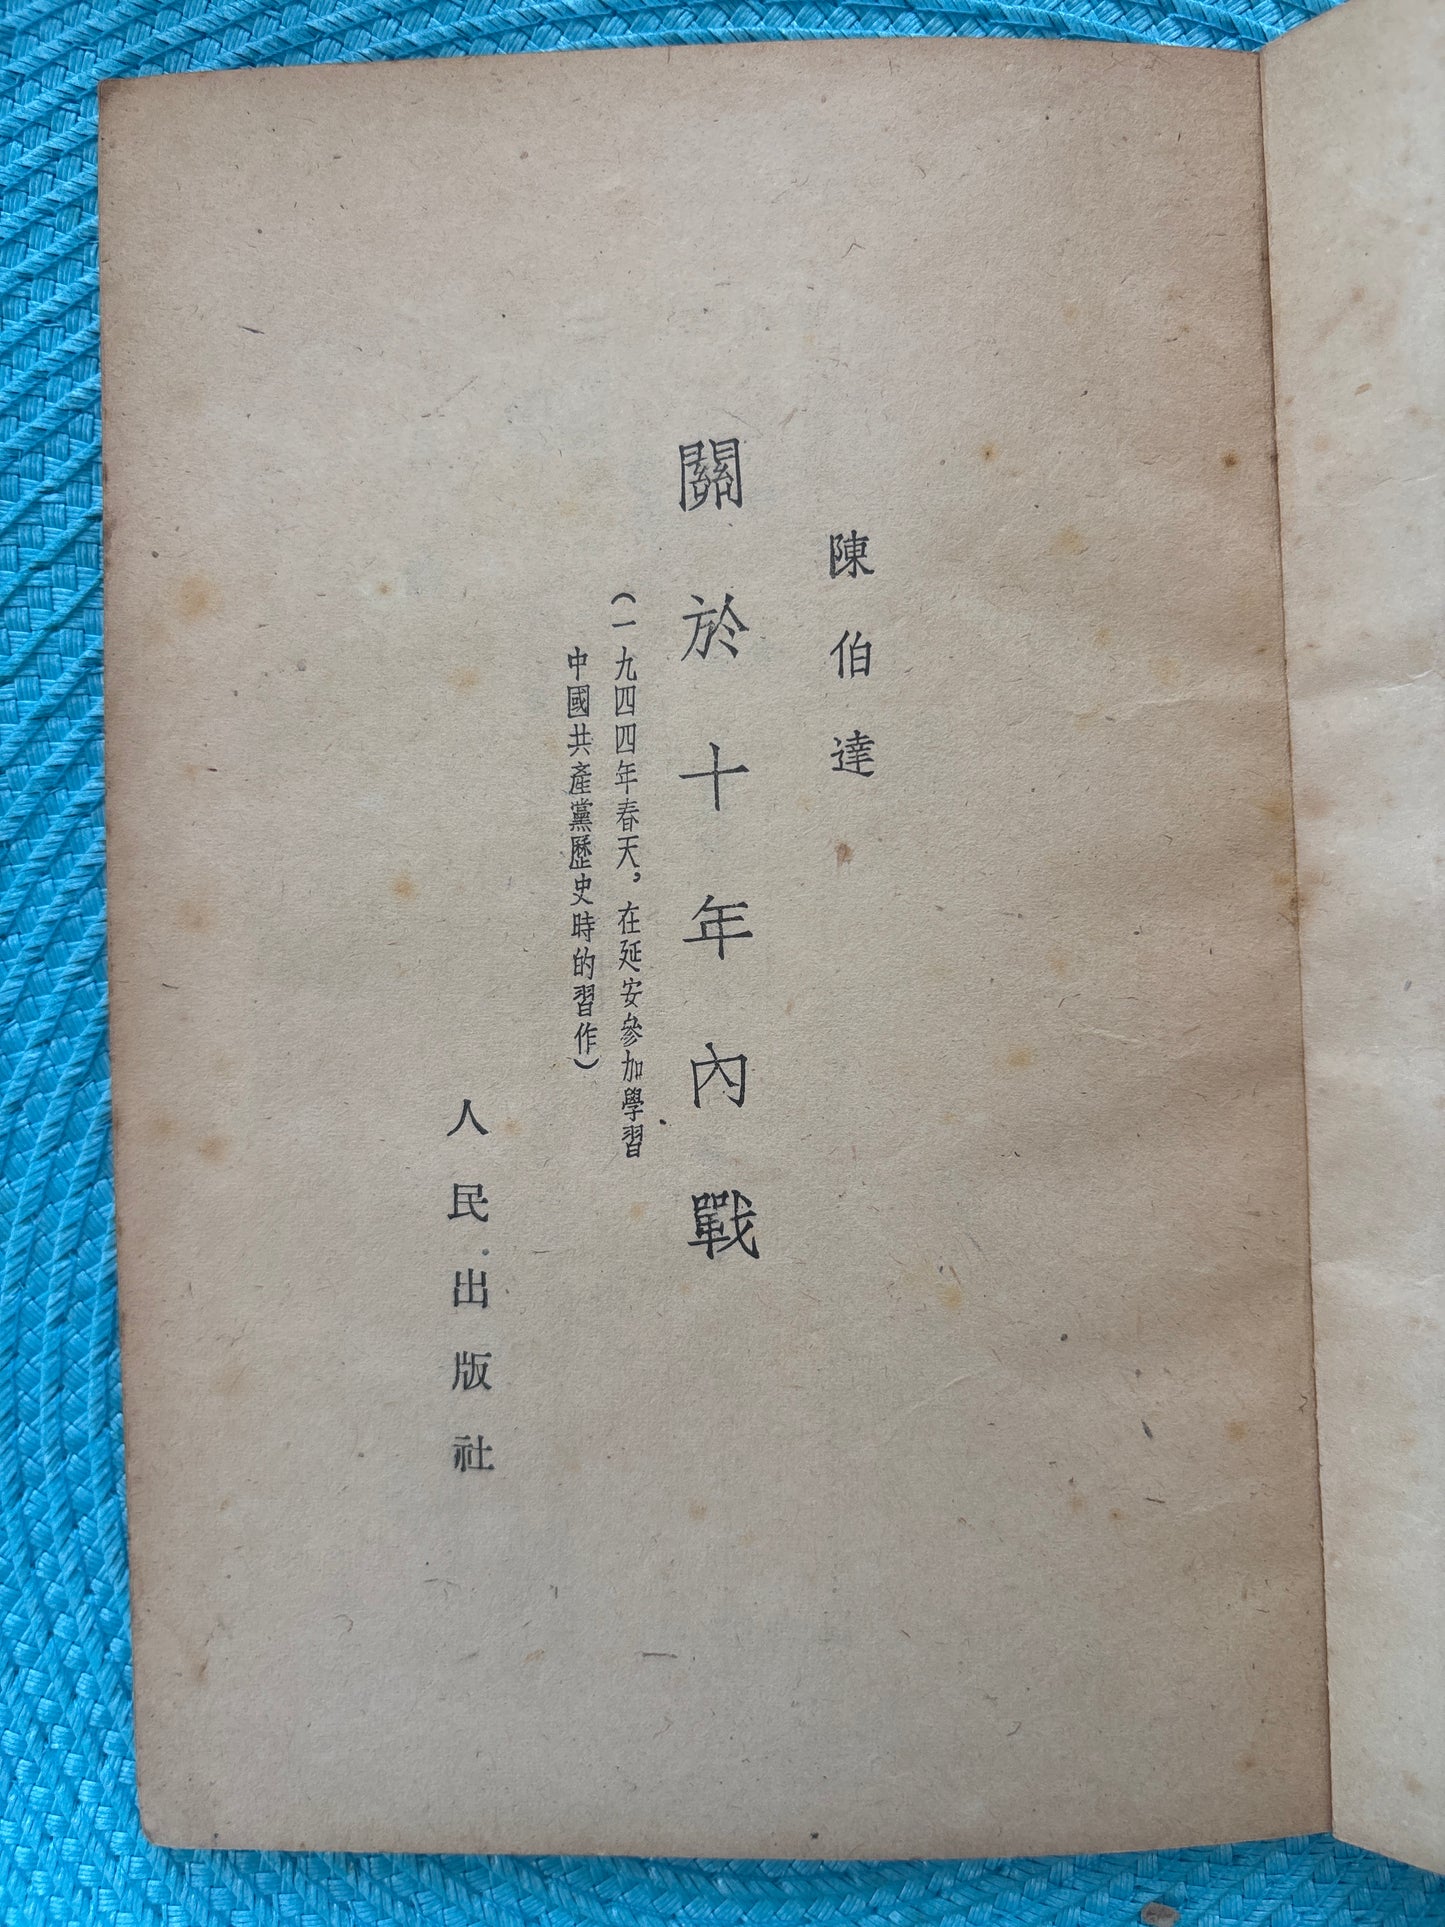 陳伯達
關於十年內戰
（一九四四年春天，在延安參加學習
中國共產黨歷史時的習作）
人民出版社